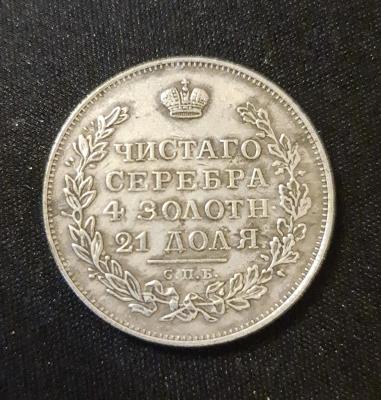 ЧИСТАГО
СЕРЕБРА
4 ЗОЛОТН.
21 ДОЛЯ.
С.П.Б.